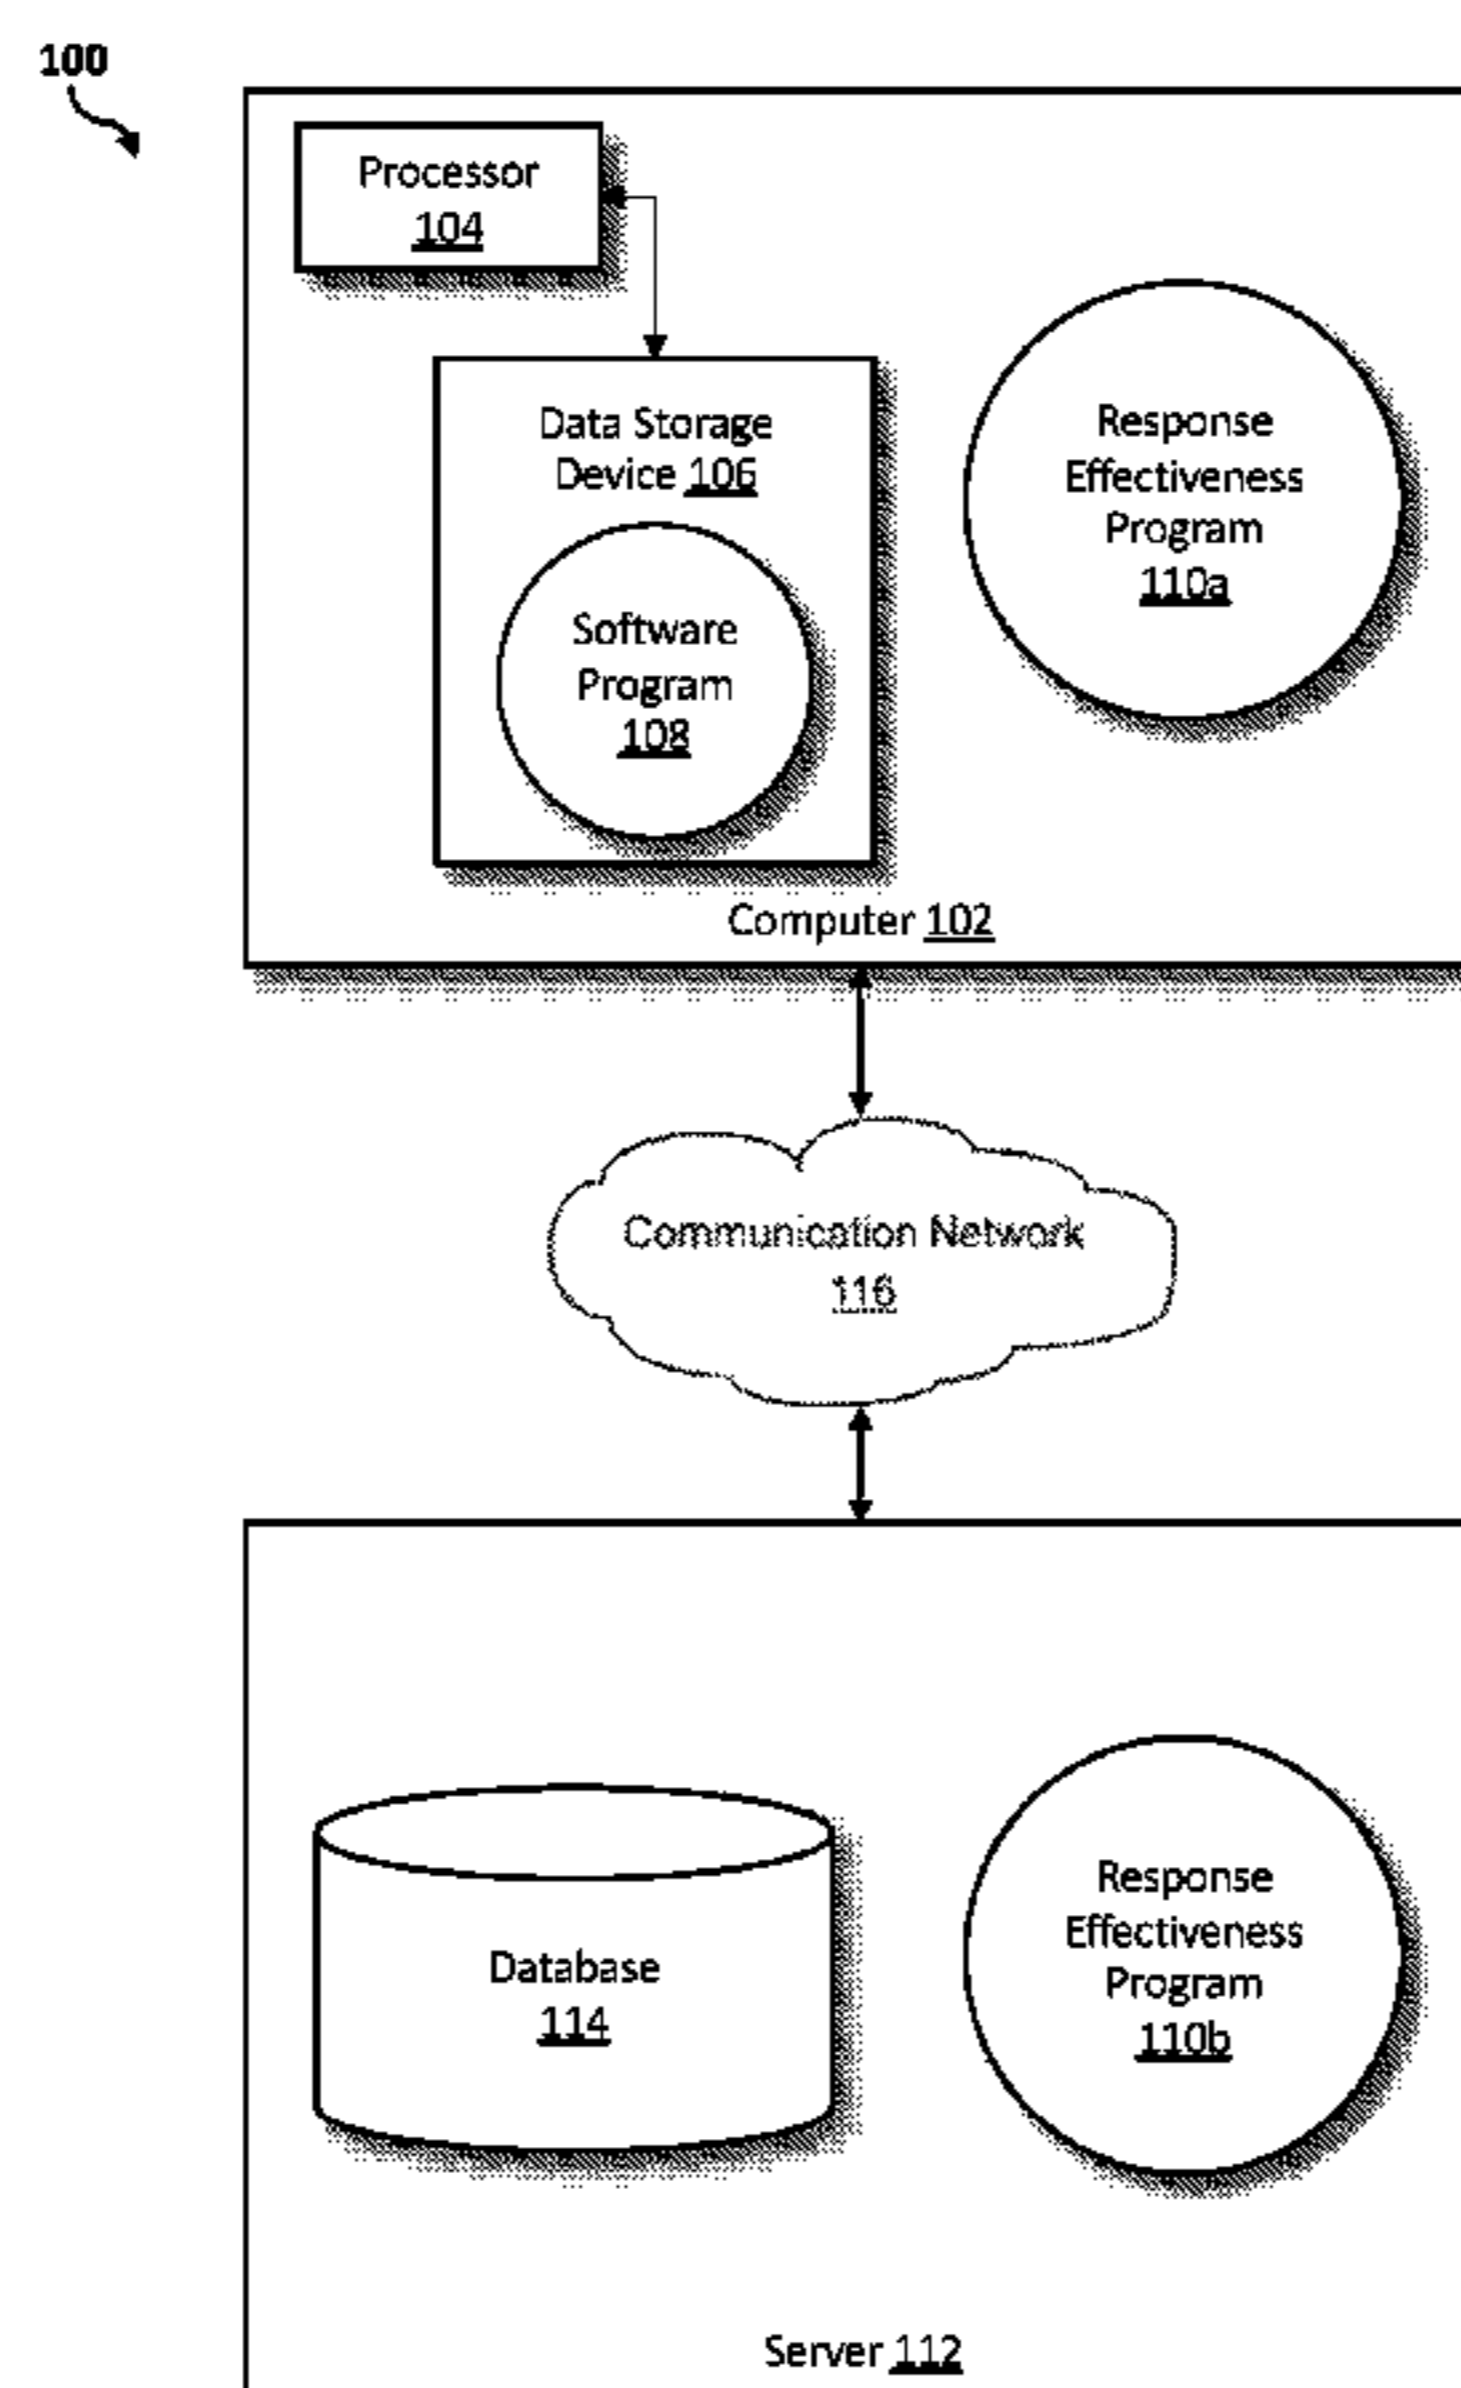 100
Processor
104
Data Storage
Device 106
Software
Program
108
Response
Effectiveness
Program
110a
Computer 102
Communication Network
116
Database
114
Response
Effectiveness
Program
110b
Server 112